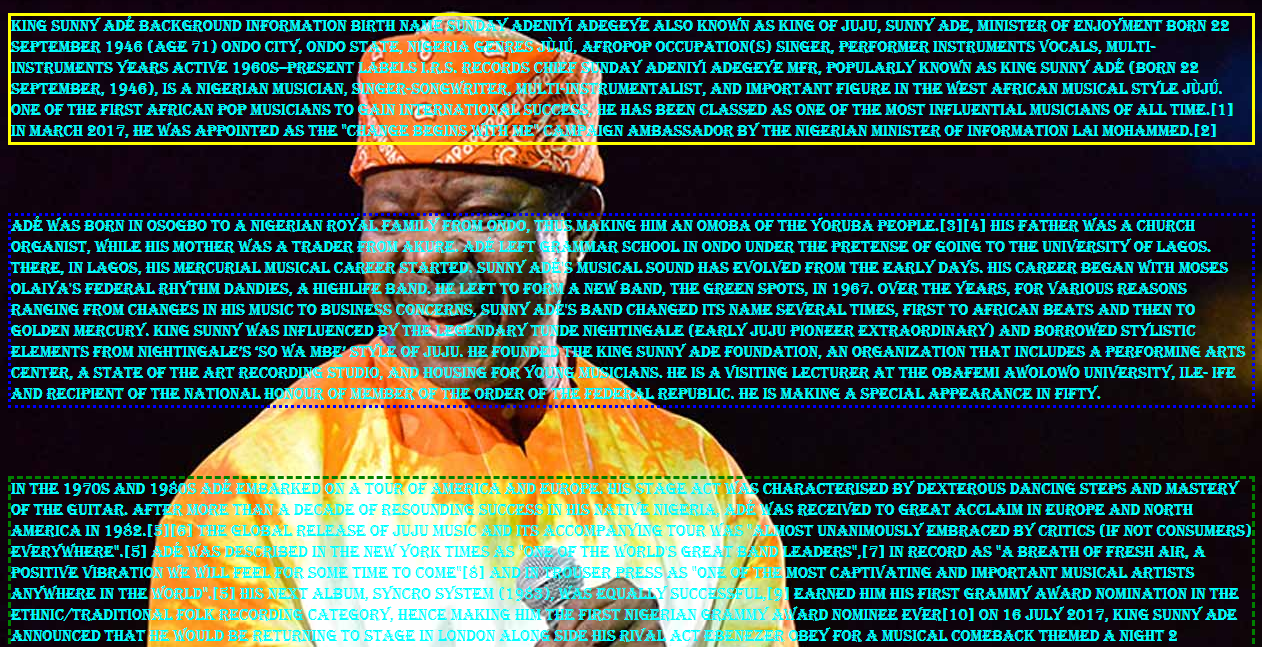 KING SUNNY ADÉ BACKGROUND INFORMATION BIRTH NAME SUNDAY ADENIYI ADEGEYE ALSO KNOWN AS KING OF JUJU, SUNNY ADE, MINISTER OF ENJOYMENT BORN 22
SEPTEMBER 1946 (AGE 71) ONDO CITY, ONDO STATE, NIGERIA GENRES JÙJÚ, AFROPOP OCCUPATION(S) SINGER, PERFORMER INSTRUMENTS VOCALS, MULTI-
INSTRUMENTS YEARS ACTIVE 1960S–PRESENT LABELS I.R.S. RECORDS CHIEF SUNDAY ADENIYI ADEGEYE MFR, POPULARLY KNOWN AS KING SUNNY ADÉ (BORN 22
SEPTEMBER, 1946), IS A NIGERIAN MUSICIAN, SINGER-SONGWRITER, MULTI-INSTRUMENTALIST, AND IMPORTANT FIGURE IN THE WEST AFRICAN MUSICAL STYLE JÙJÚ.
ONE OF THE FIRST AFRICAN POP MUSICIANS TO GAIN INTERNATIONAL SUCCESS, HE HAS BEEN CLASSED AS ONE OF THE MOST INFLUENTIAL MUSICIANS OF ALL TIME.[1]
IN MARCH 2017, HE WAS APPOINTED AS THE "CHANGE BEGINS WITH ME" CAMPAIGN AMBASSADOR BY THE NIGERIAN MINISTER OF INFORMATION LAI MOHAMMED.[2]
ADÉ WAS BORN IN OSOGBO TO A NIGERIAN ROYAL FAMILY FROM ONDO, THUS MAKING HIM AN OMOBA OF THE YORUBA PEOPLE.[3][4] HIS FATHER WAS A CHURCH
ORGANIST, WHILE HIS MOTHER WAS A TRADER FROM AKURE. ADÉ LEFT GRAMMAR SCHOOL IN ONDO UNDER THE PRETENSE OF GOING TO THE UNIVERSITY OF LAGOS.
THERE, IN LAGOS, HIS MERCURIAL MUSICAL CAREER STARTED. SUNNY ADÉ'S MUSICAL SOUND HAS EVOLVED FROM THE EARLY DAYS. HIS CAREER BEGAN WITH MOSES
OLAIYA'S FEDERAL RHYTHM DANDIES, A HIGHLIFE BAND. HE LEFT TO FORM A NEW BAND, THE GREEN SPOTS, IN 1967. OVER THE YEARS, FOR VARIOUS REASONS
RANGING FROM CHANGES IN HIS MUSIC TO BUSINESS CONCERNS, SUNNY ADÉ'S BAND CHANGED ITS NAME SEVERAL TIMES, FIRST TO AFRICAN BEATS AND THEN TO
GOLDEN MERCURY. KING SUNNY WAS INFLUENCED BY THE LEGENDARY TUNDE NIGHTINGALE (EARLY JUJU PIONEER EXTRAORDINARY) AND BORROWED STYLISTIC
ELEMENTS FROM NIGHTINGALE'S 'SO WA MBE' STYLE OF JUJU. HE FOUNDED THE KING SUNNY ADE FOUNDATION, AN ORGANIZATION THAT INCLUDES A PERFORMING ARTS
CENTER, A STATE OF THE ART RECORDING STUDIO, AND HOUSING FOR YOUNG MUSICIANS. HE IS A VISITING LECTURER AT THE OBAFEMI AWOLOWO UNIVERSITY, ILE- IFE
AND RECIPIENT OF THE NATIONAL HONOUR OF MEMBER OF THE ORDER OF THE FEDERAL REPUBLIC. HE IS MAKING A SPECIAL APPEARANCE IN FIFTY.
IN THE 1970S AND 1980S ADÉ EMBARKED ON A TOUR OF AMERICA AND EUROPE. HIS STAGE ACT WAS CHARACTERISED BY DEXTEROUS DANCING STEPS AND MASTERY
OF THE GUITAR. AFTER MORE THAN A DECADE OF RESOUNDING SUCCESS IN HIS NATIVE NIGERIA, ADÉ WAS RECEIVED TO GREAT ACCLAIM IN EUROPE AND NORTH
AMERICA IN 1982.[5][6] THE GLOBAL RELEASE OF JUJU MUSIC AND ITS ACCOMPANYING TOUR WAS "ALMOST UNANIMOUSLY EMBRACED BY CRITICS (IF NOT CONSUMERS)
EVERYWHERE".[5] ADÉ WAS DESCRIBED IN THE NEW YORK TIMES AS "ONE OF THE WORLD'S GREAT BAND LEADERS",[7] IN RECORD AS "A BREATH OF FRESH AIR, A
POSITIVE VIBRATION WE WILL FEEL FOR SOME TIME TO COME"[8] AND IN TROUSER PRESS AS "ONE OF THE MOST CAPTIVATING AND IMPORTANT MUSICAL ARTISTS
ANYWHERE IN THE WORLD".[5] HIS NEXT ALBUM, SYNCRO SYSTEM (1983), WAS EQUALLY SUCCESSFUL,[9] EARNED HIM HIS FIRST GRAMMY AWARD NOMINATION IN THE
ETHNIC/TRADITIONAL FOLK RECORDING CATEGORY, HENCE MAKING HIM THE FIRST NIGERIAN GRAMMY AWARD NOMINEE EVER[10] ON 16 JULY 2017, KING SUNNY ADE
ANNOUNCED THAT HE WOULD BE RETURNING TO STAGE IN LONDON ALONG SIDE HIS RIVAL ACT EBENEZER OBEY FOR A MUSICAL COMEBACK THEMED A NIGHT 2